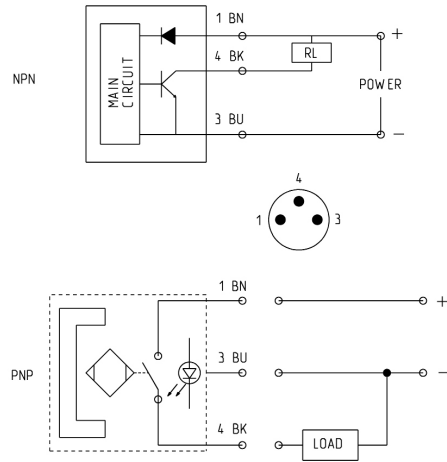 1 BN
+
RL
4 BK
NPN
MAIN
CIRCUIT
POWER
3 BU
–
4
1
3
1 BN
+
3 BU
–
PNP
4 BK
LOAD